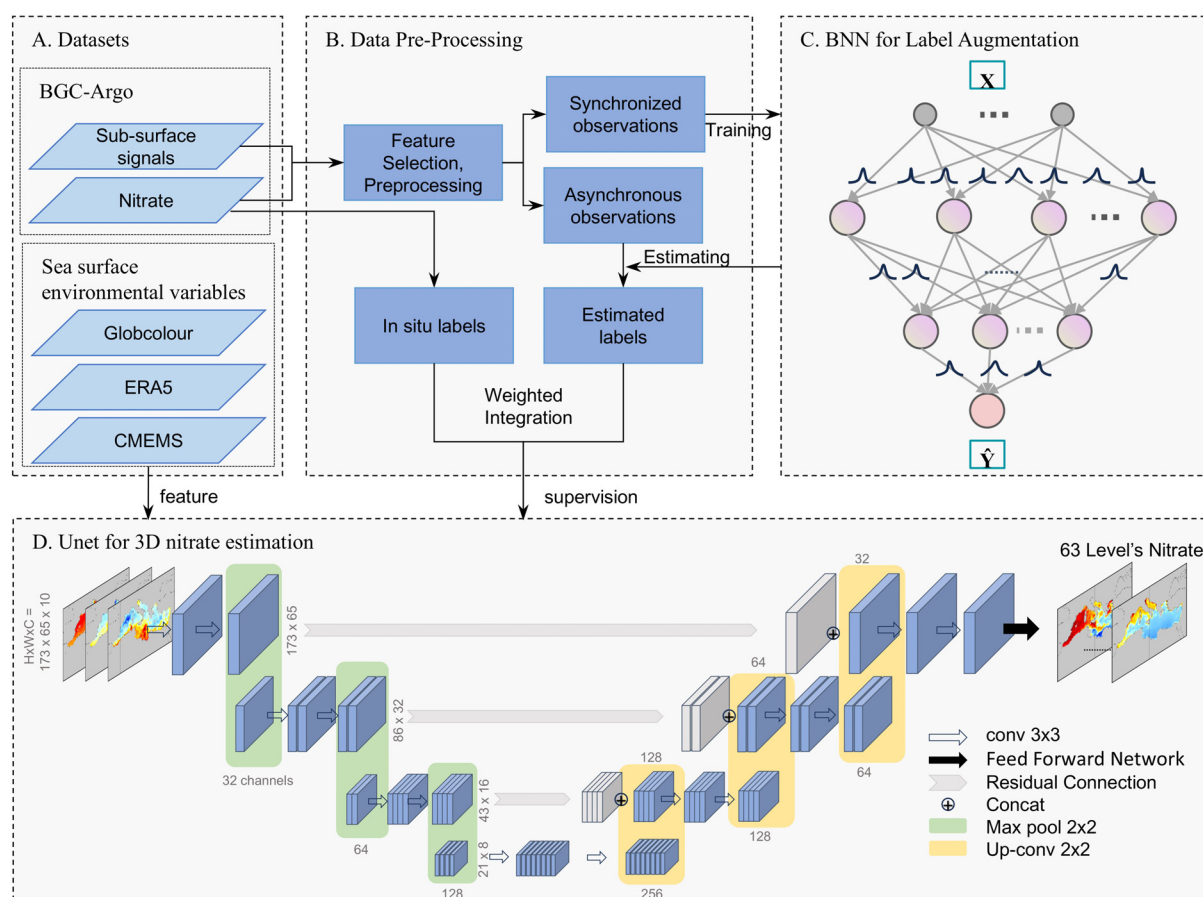 A. Datasets
BGC-Argo
Sub-surface
signals
Nitrate
Sea surface
environmental variables
Globcolour
ERA5
CMEMS
feature
B. Data Pre-Processing
Feature
Selection,
Preprocessing
Synchronized
observations
Asynchronous
observations
Training
Estimating
In situ labels
Estimated
labels
Weighted
Integration
supervision
C. BNN for Label Augmentation
X
Ŷ
D. Unet for 3D nitrate estimation
HxWxC =
173 x 65 x 10
173 x 65
32 channels
86 x 32
64
43 x 16
128
21 x 8
256
128
128
64
64
32
63 Level's Nitrate
conv 3x3
Feed Forward Network
Residual Connection
Concat
Max pool 2x2
Up-conv 2x2